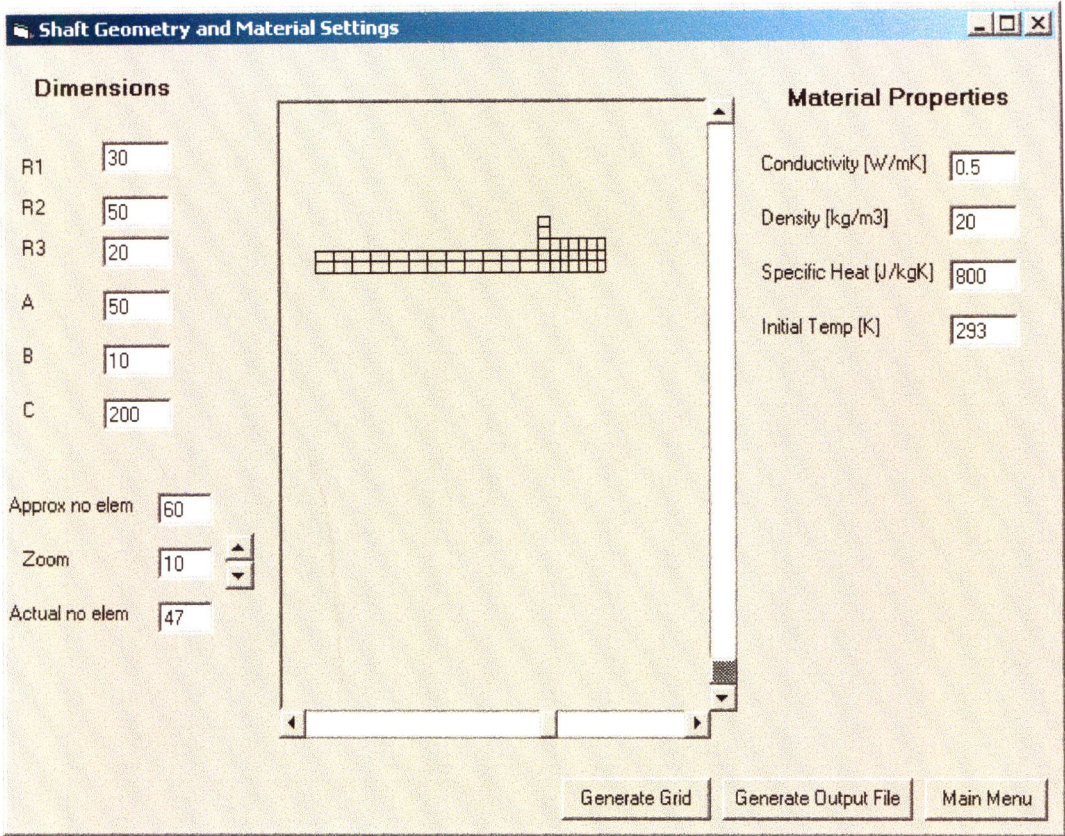 Shaft Geometry and Material Settings
Dimensions
R1 30
R2 50
R3 20
A 50
B 10
C 200
Approx no elem 60
Zoom 10
Actual no elem 47
Material Properties
Conductivity [W/mK] 0.5
Density [kg/m3] 20
Specific Heat [J/kgK] 800
Initial Temp [K] 293
Generate Grid Generate Output File Main Menu